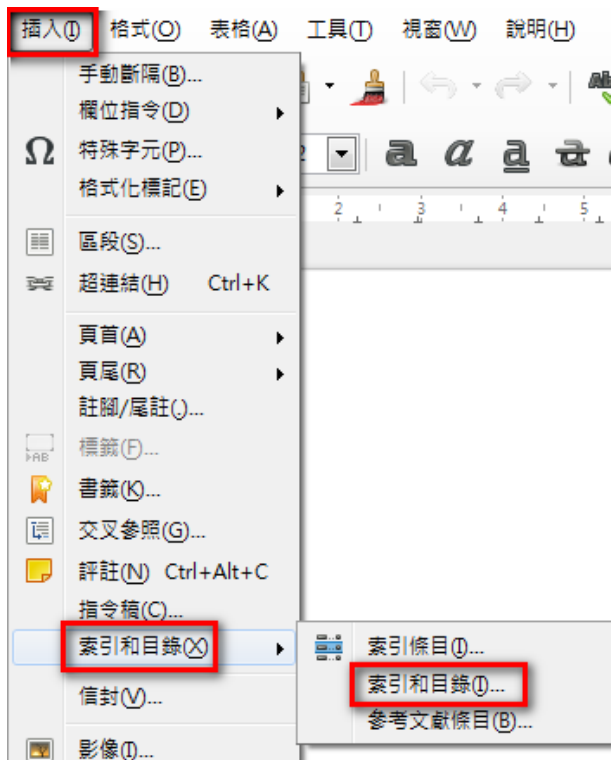 插入(I) 格式(O) 表格(A) 工具(T) 視窗(W) 說明(H)
手動斷隔(B)...
欄位指令(D)
特殊字元(P)...
格式化標記(E)
區段(S)...
超連結(H) Ctrl+K
頁首(A)
頁尾(R)
註腳/尾註(.)...
標籤(F)...
書籤(K)...
交叉參照(G)...
評註(N) Ctrl+Alt+C
指令稿(C)...
索引和目錄(X)
信封(V)...
影像(I)...
索引條目(I)...
索引和目錄(I)...
參考文獻條目(B)...
2 3 4 5